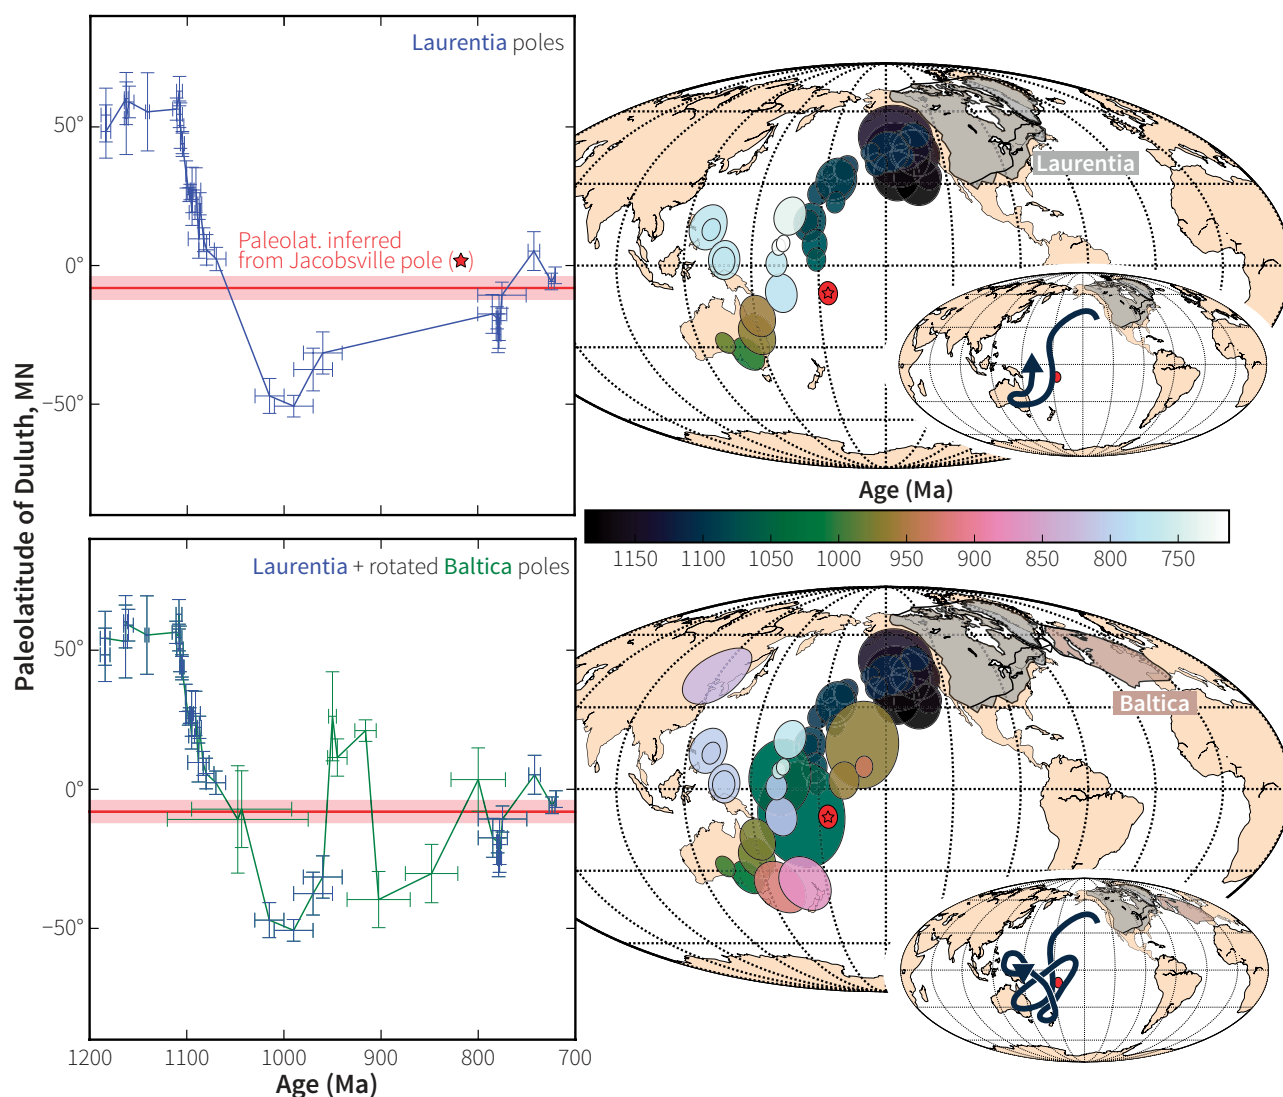 Laurentia poles
50°
0°
−50°
Paleolat. inferred
from Jacobsville pole (★)
Laurentia
Paleolatitude of Duluth, MN
Age (Ma)
1150
1100
1050
1000
950
900
850
800
750
Laurentia + rotated Baltica poles
50°
0°
−50°
1200
1100
1000
900
800
700
Age (Ma)
Baltica